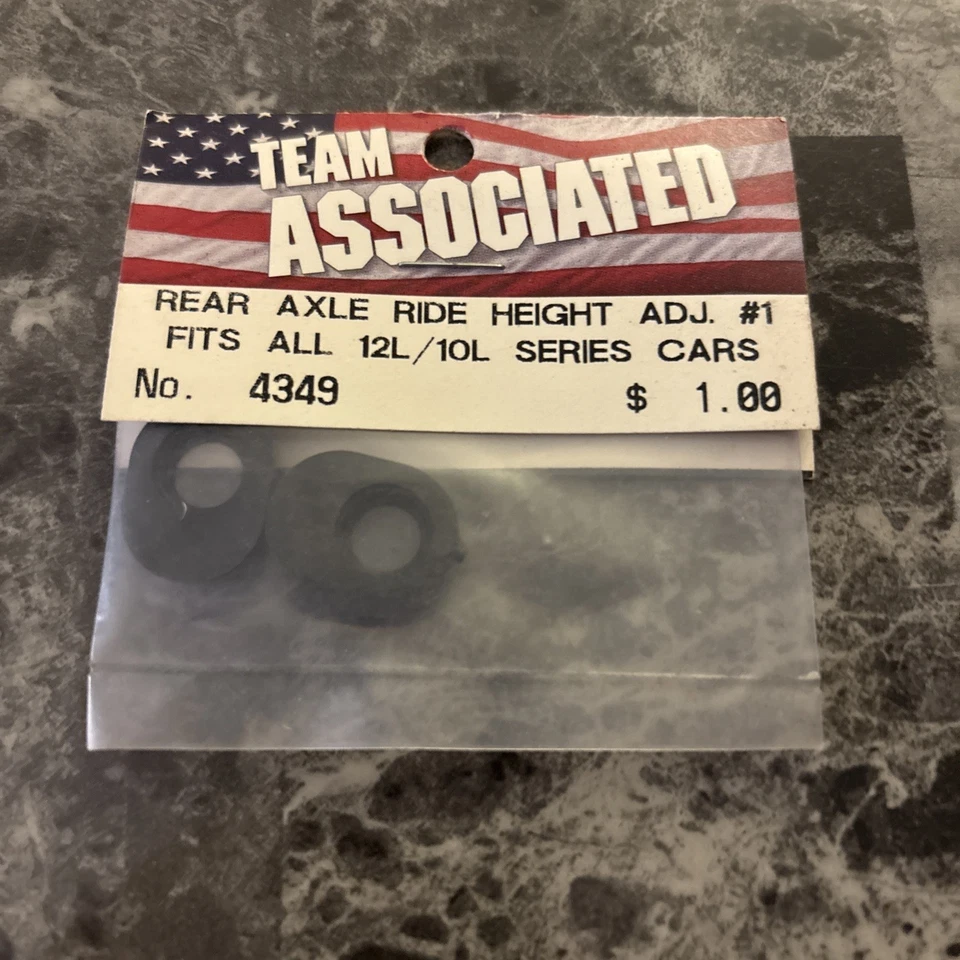 TEAM
ASSOCIATED
REAR AXLE RIDE HEIGHT ADJ. #1
FITS ALL 12L/10L SERIES CARS
No. 4349 $ 1.00